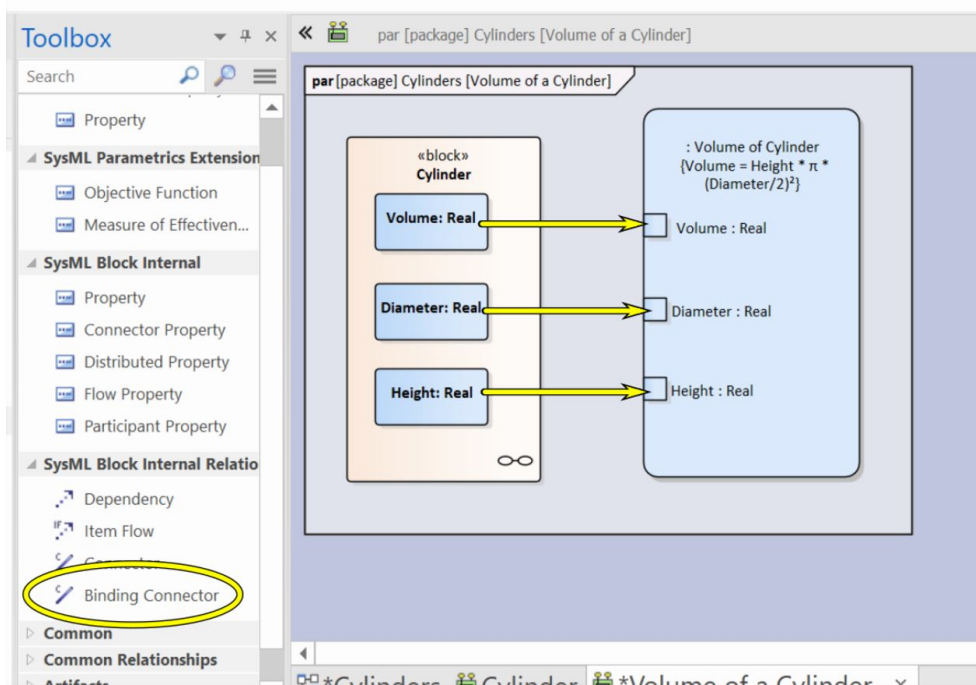 Toolbox
Search
Property
SysML Parametrics Extension
Objective Function
Measure of Effectiven...
SysML Block Internal
Property
Connector Property
Distributed Property
Flow Property
Participant Property
SysML Block Internal Relatio
Dependency
Item Flow
Connector
Binding Connector
Common
Common Relationships
Artifacts
par [package] Cylinders [Volume of a Cylinder]
par [package] Cylinders [Volume of a Cylinder]
«block»
Cylinder
Volume: Real
Diameter: Real
Height: Real
: Volume of Cylinder
{Volume = Height * π *
(Diameter/2)²}
Volume : Real
Diameter : Real
Height : Real
*Cylinders Cylinder *Volume of a Cylinder ×